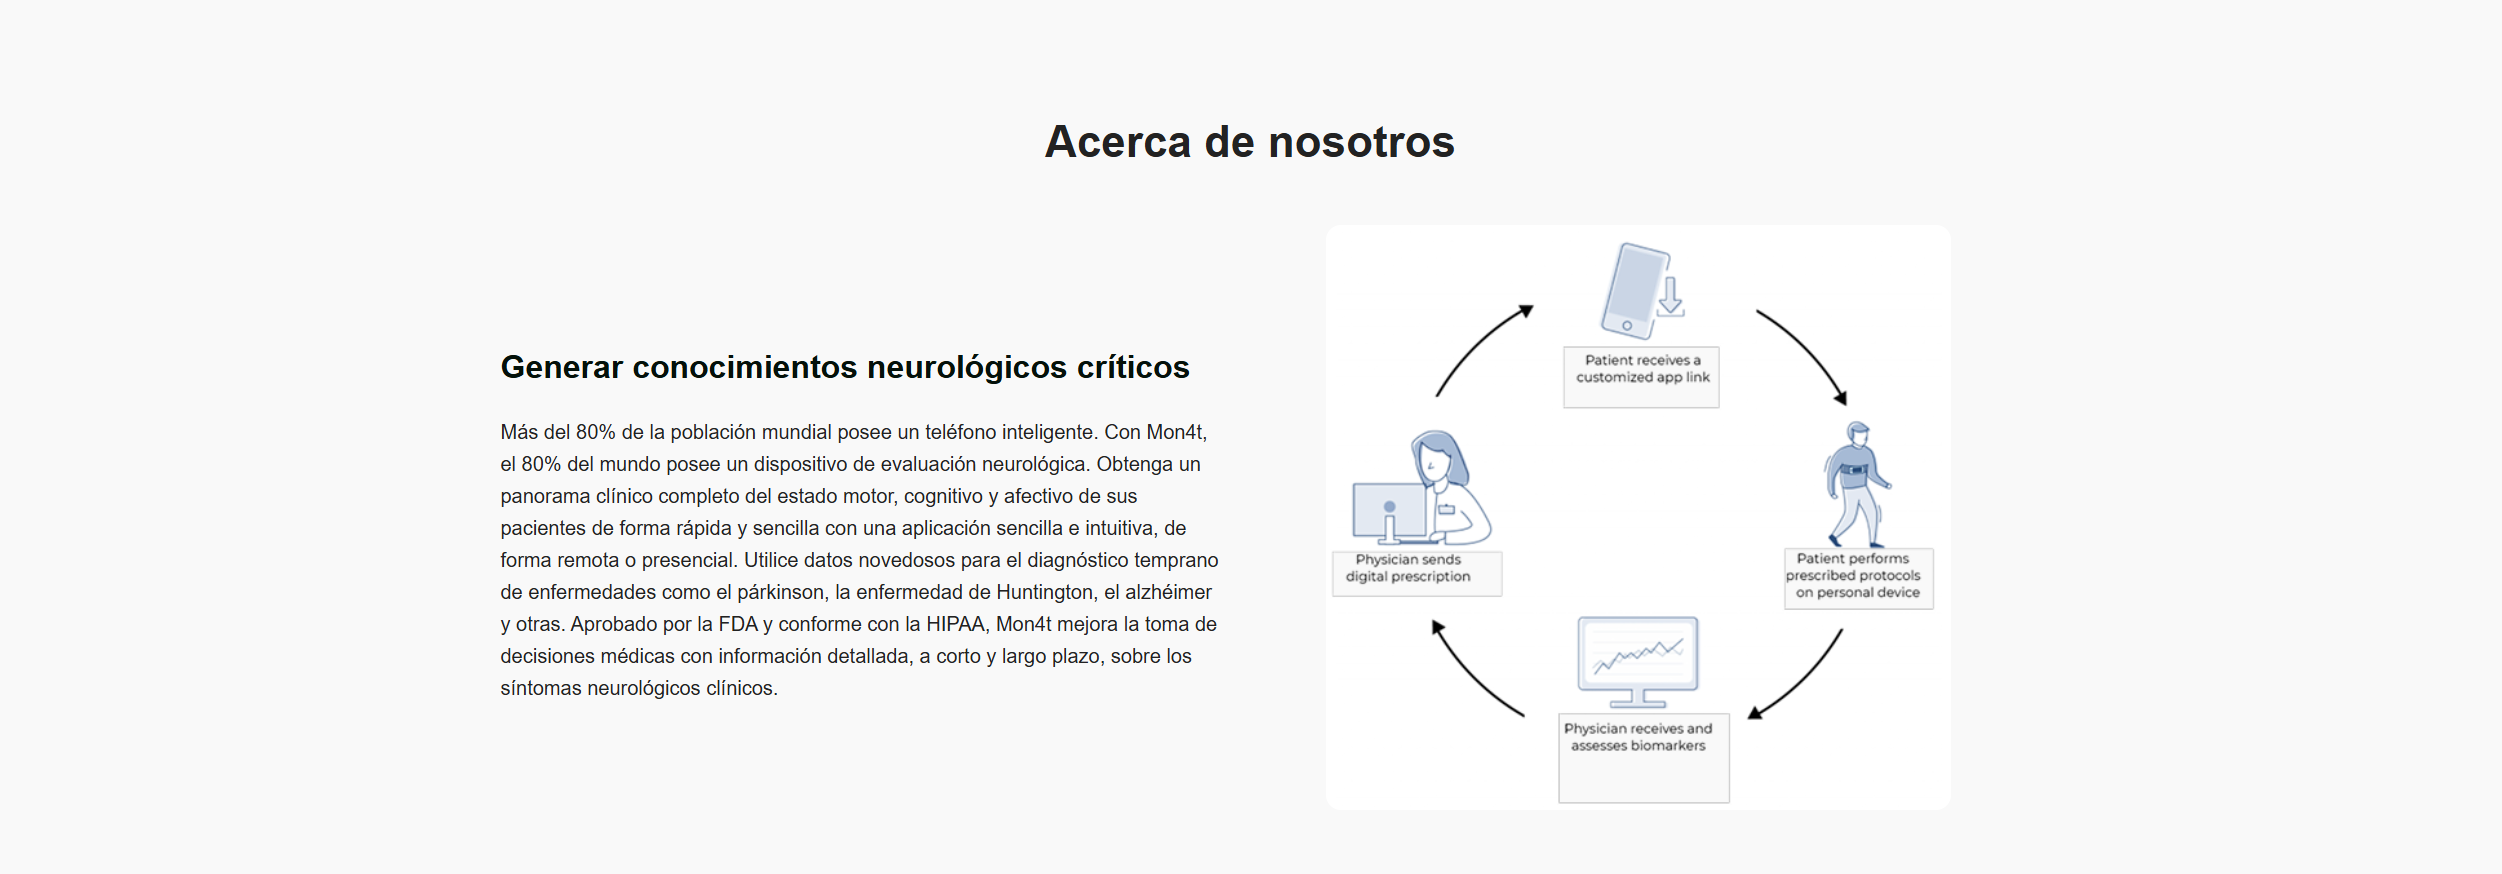 Acerca de nosotros
Generar conocimientos neurológicos críticos
Más del 80% de la población mundial posee un teléfono inteligente. Con Mon4t,
el 80% del mundo posee un dispositivo de evaluación neurológica. Obtenga un
panorama clínico completo del estado motor, cognitivo y afectivo de sus
pacientes de forma rápida y sencilla con una aplicación sencilla e intuitiva, de
forma remota o presencial. Utilice datos novedosos para el diagnóstico temprano
de enfermedades como el párkinson, la enfermedad de Huntington, el alzhéimer
y otras. Aprobado por la FDA y conforme con la HIPAA, Mon4t mejora la toma de
decisiones médicas con información detallada, a corto y largo plazo, sobre los
síntomas neurológicos clínicos.
Patient receives a
customized app link
Patient performs
prescribed protocols
on personal device
Physician receives and
assesses biomarkers
Physician sends
digital prescription